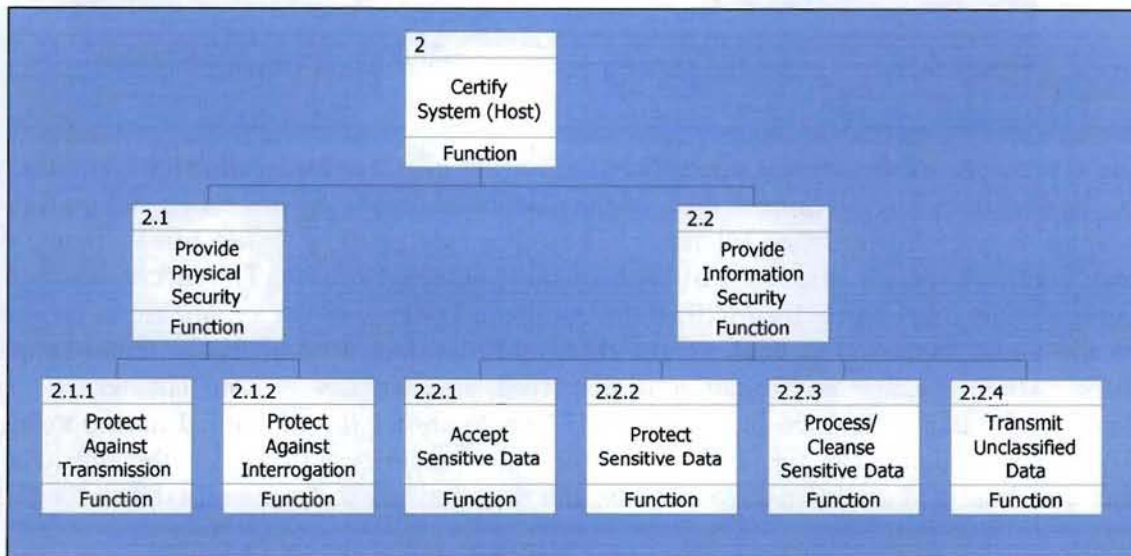 2
Certify
System (Host)
Function
2.1
Provide
Physical
Security
Function
2.2
Provide
Information
Security
Function
2.1.1
Protect
Against
Transmission
Function
2.1.2
Protect
Against
Interrogation
Function
2.2.1
Accept
Sensitive Data
Function
2.2.2
Protect
Sensitive Data
Function
2.2.3
Process/
Cleanse
Sensitive Data
Function
2.2.4
Transmit
Unclassified
Data
Function